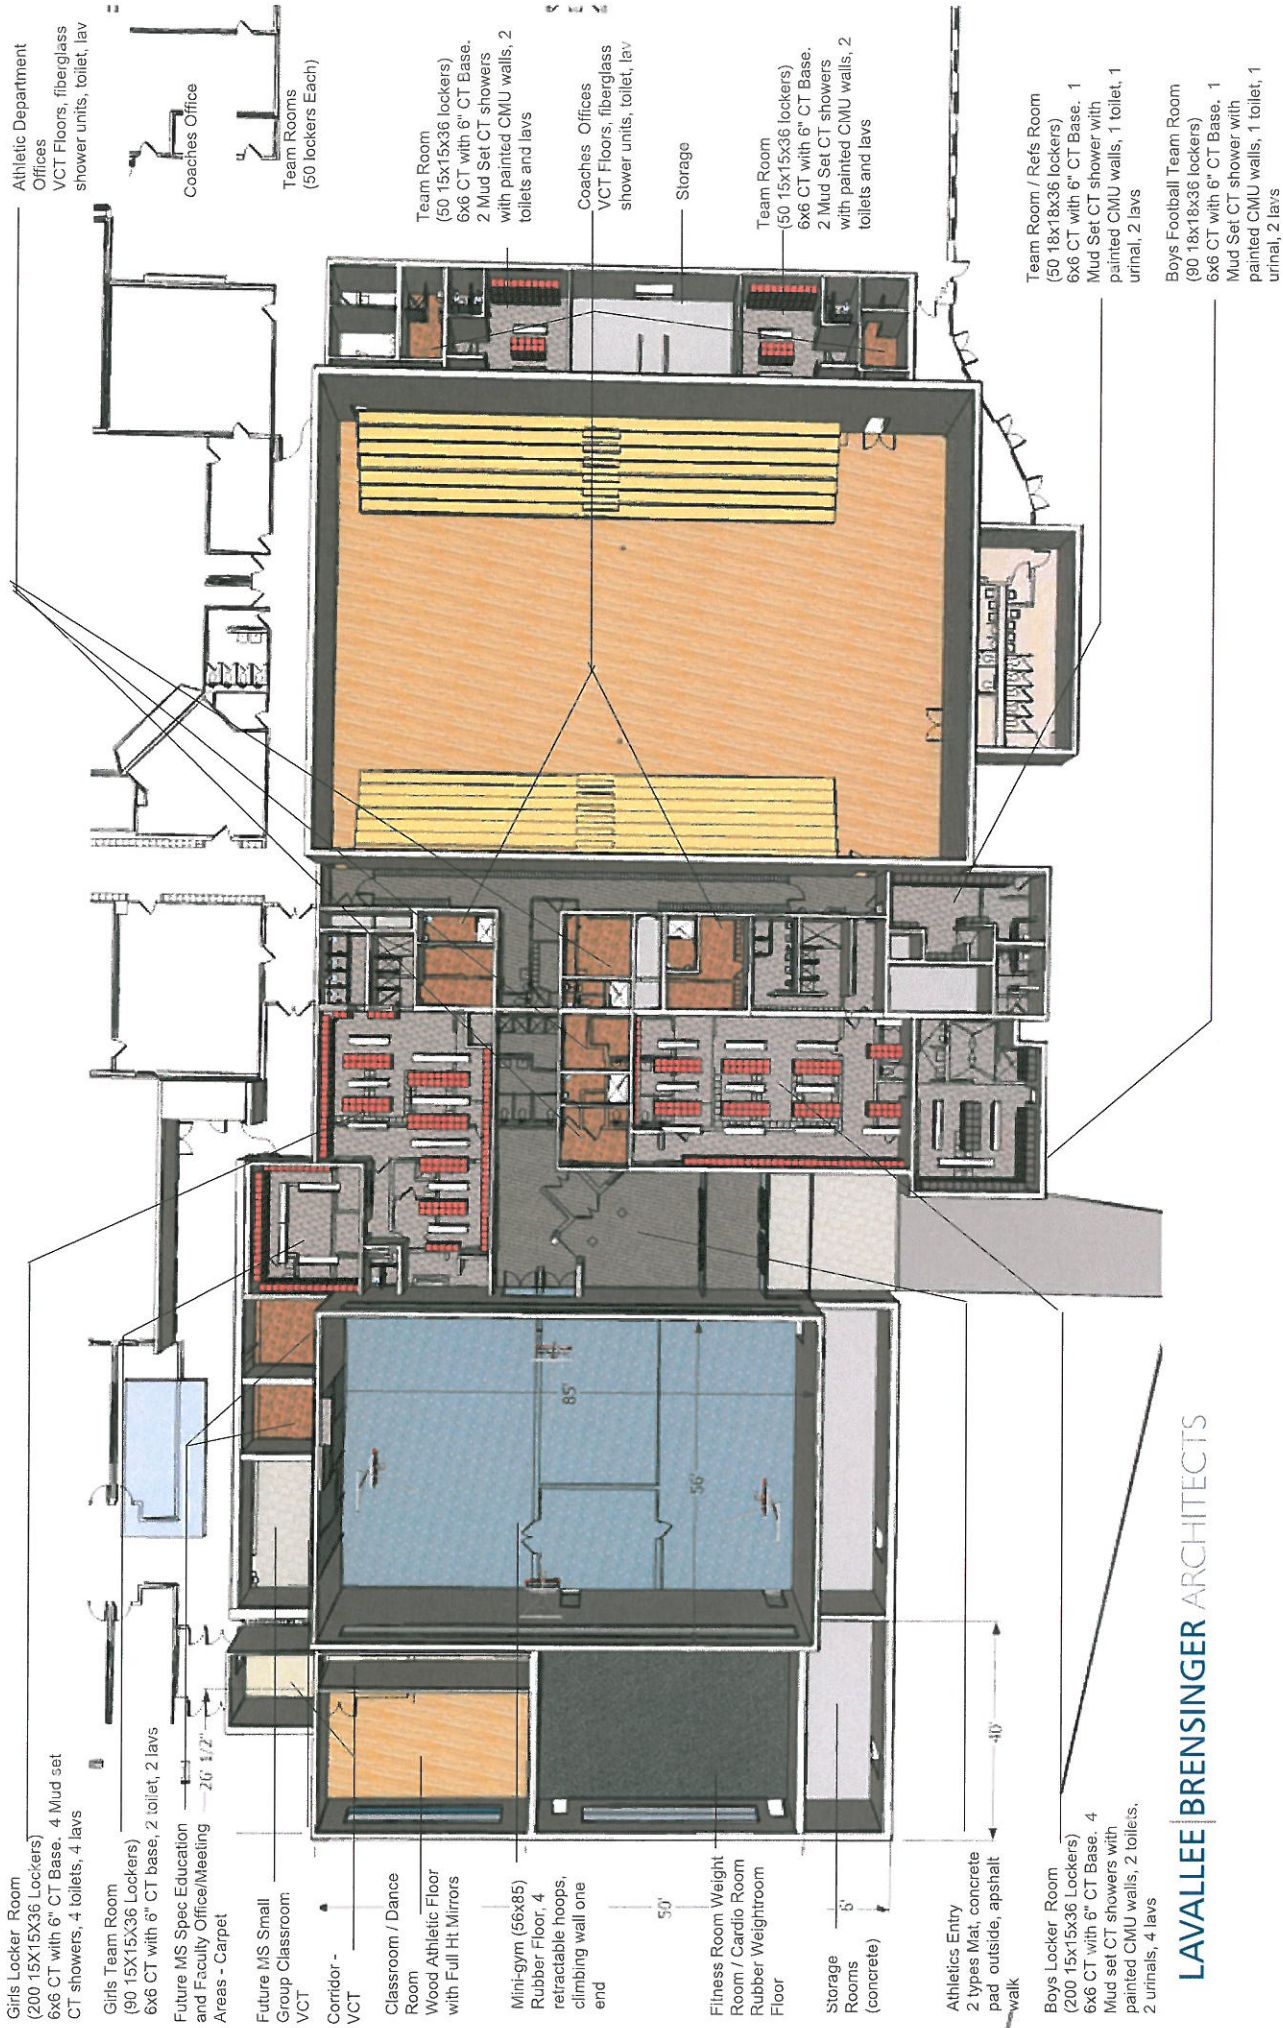 Athletic Department
Offices
VCT Floors, fiberglass
shower units, toilet, lav
Coaches Office
Team Rooms
(50 lockers Each)
Team Room
(50 15x15x36 lockers)
6x6 CT with 6" CT Base.
2 Mud Set CT showers
with painted CMU walls, 2
toilets and lavs
Coaches Offices
VCT Floors, fiberglass
shower units, toilet, lav
Storage
Team Room
(50 15x15x36 lockers)
6x6 CT with 6" CT Base.
2 Mud Set CT showers
with painted CMU walls, 2
toilets and lavs
Team Room / Refs Room
(50 18x18x36 lockers)
6x6 CT with 6" CT Base. 1
Mud Set CT shower with
painted CMU walls, 1 toilet, 1
urinal, 2 lavs
Boys Football Team Room
(90 18x18x36 lockers)
6x6 CT with 6" CT Base. 1
Mud Set CT shower with
painted CMU walls, 1 toilet, 1
urinal, 2 lavs
Girls Locker Room
(200 15X15X36 Lockers)
6x6 CT with 6" CT Base. 4 Mud set
CT showers, 4 toilets, 4 lavs
Girls Team Room
(90 15X15X36 Lockers)
6x6 CT with 6" CT base, 2 toilet, 2 lavs
Future MS Spec Education
and Faculty Office/Meeting
Areas - Carpet
26' 1/2"
Future MS Small
Group Classroom
VCT
Corridor -
VCT
Classroom / Dance
Room
Wood Athletic Floor
with Full Ht Mirrors
Mini-gym (56x85)
Rubber Floor, 4
retractable hoops,
climbing wall one
end
85'
56'
50'
Fitness Room Weight
Room / Cardio Room
Rubber Weightroom
Floor
Storage
Rooms
(concrete)
40'
Athletics Entry
2 types Mat, concrete
pad outside, apshalt
walk
Boys Locker Room
(200 15x15x36 Lockers)
6x6 CT with 6" CT Base. 4
Mud set CT showers with
painted CMU walls, 2 toilets,
2 urinals, 4 lavs
LAVALLEE | BRENSINGER ARCHITECTS